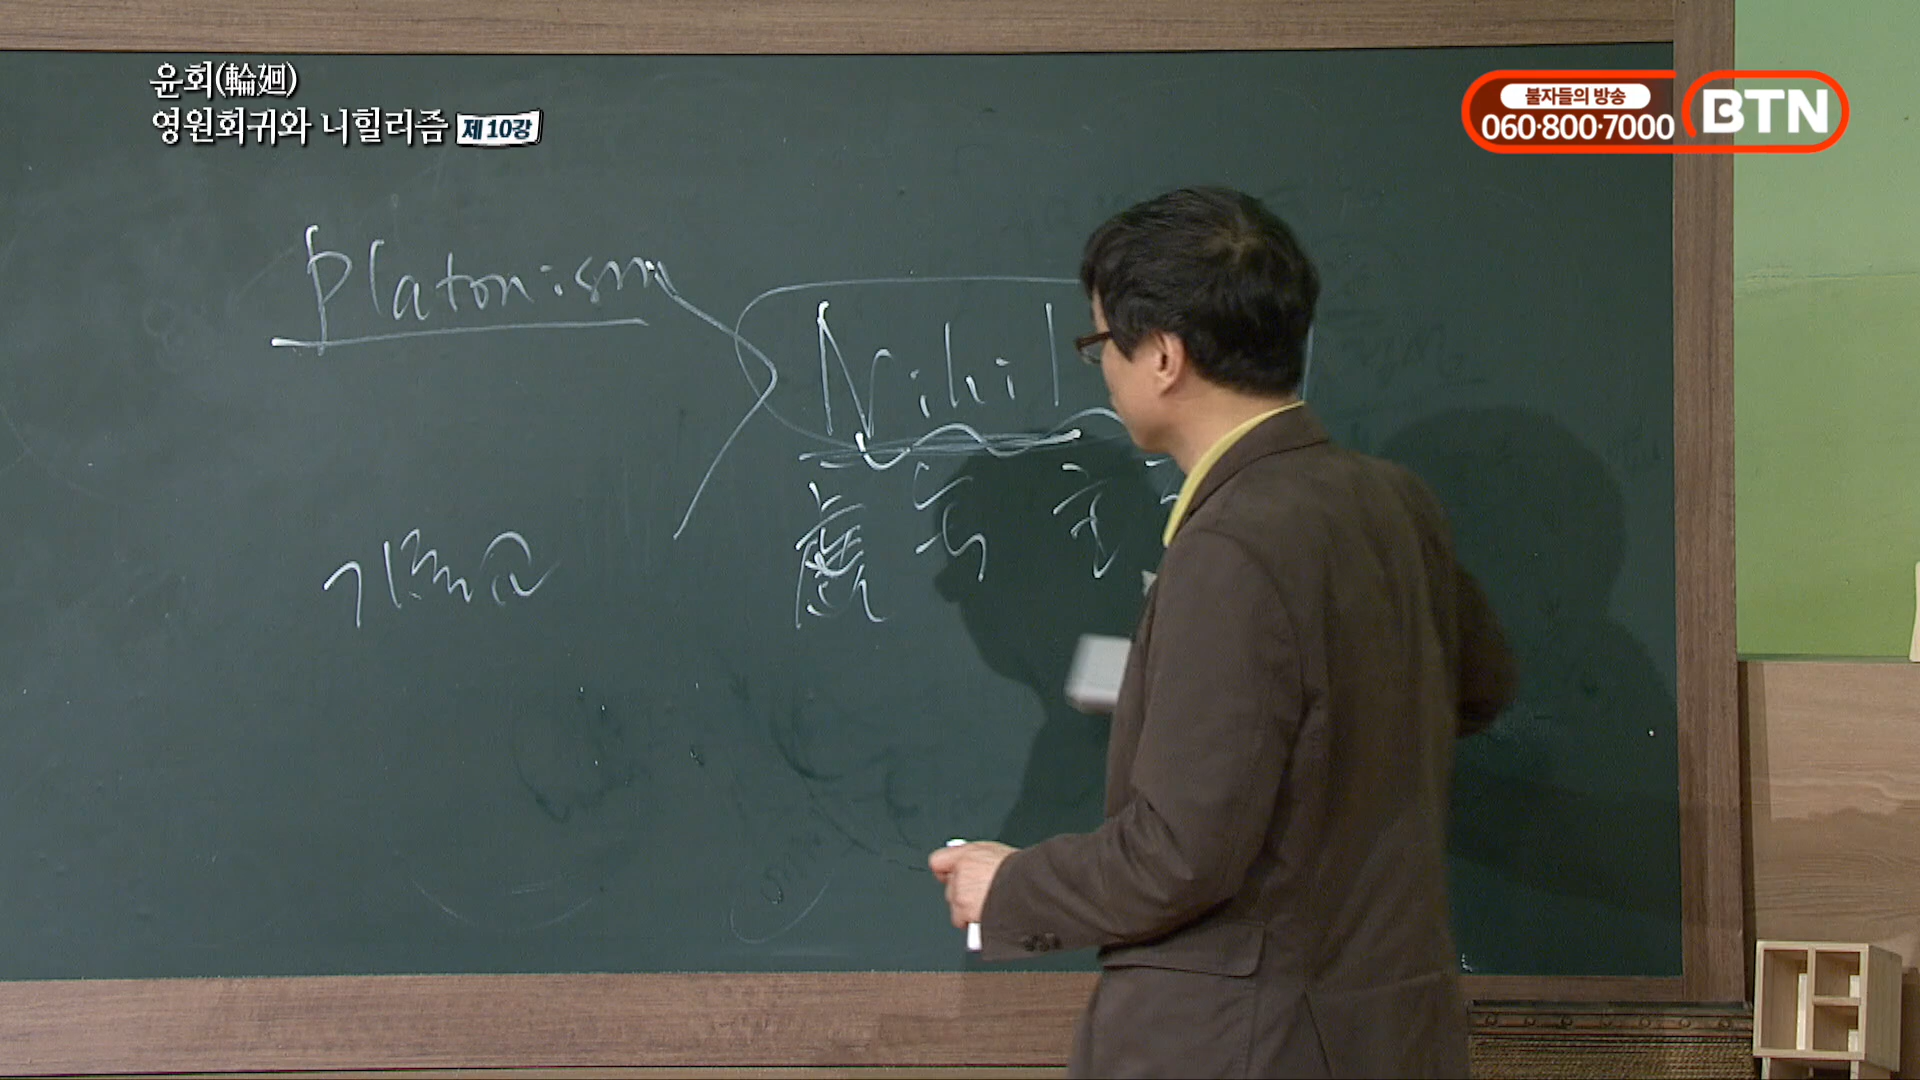 윤회(輪廻)
영원회귀와 니힐리즘 제10강
불자들의 방송
060·800·7000
BTN
Platonism
Nihil
虛
기독교